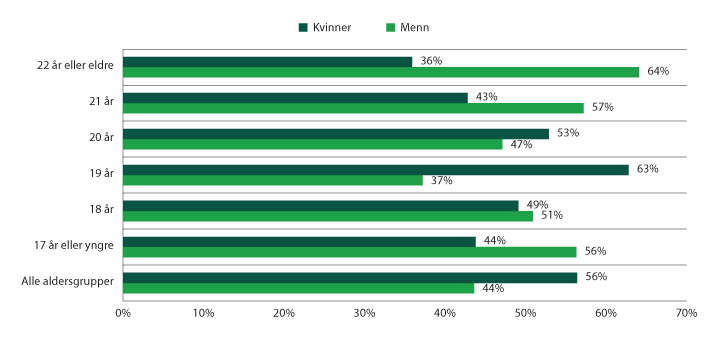 Kvinner Menn
22 år eller eldre 36%
64%
21 år 43%
57%
20 år 53%
47%
19 år 63%
37%
18 år 49%
51%
17 år eller yngre 44%
56%
Alle aldersgrupper 56%
44%
0% 10% 20% 30% 40% 50% 60% 70%